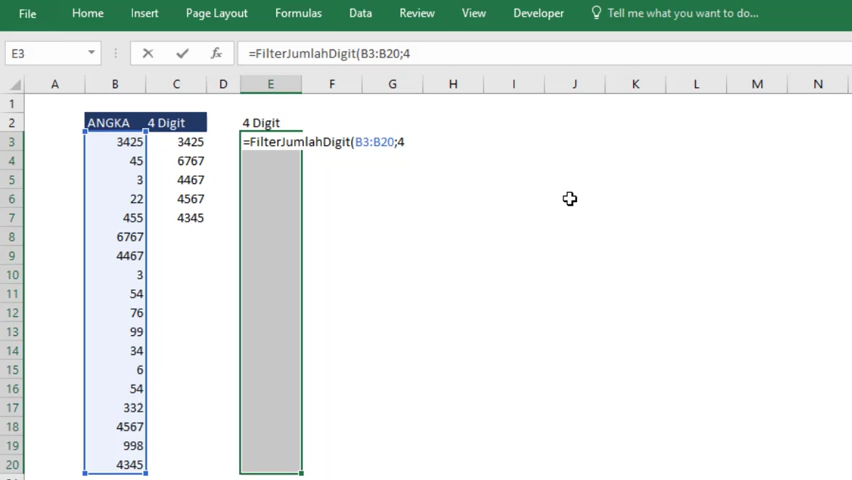 File Home Insert Page Layout Formulas Data Review View Developer Tell me what you want to do...
E3 fx =FilterJumlahDigit(B3:B20;4
A B C D E F G H I J K L M N
1
2 ANGKA 4 Digit 4 Digit
3 3425 3425 =FilterJumlahDigit(B3:B20;4
4 45 6767
5 3 4467
6 22 4567
7 455 4345
8 6767
9 4467
10 3
11 54
12 76
13 99
14 34
15 6
16 54
17 332
18 4567
19 998
20 4345